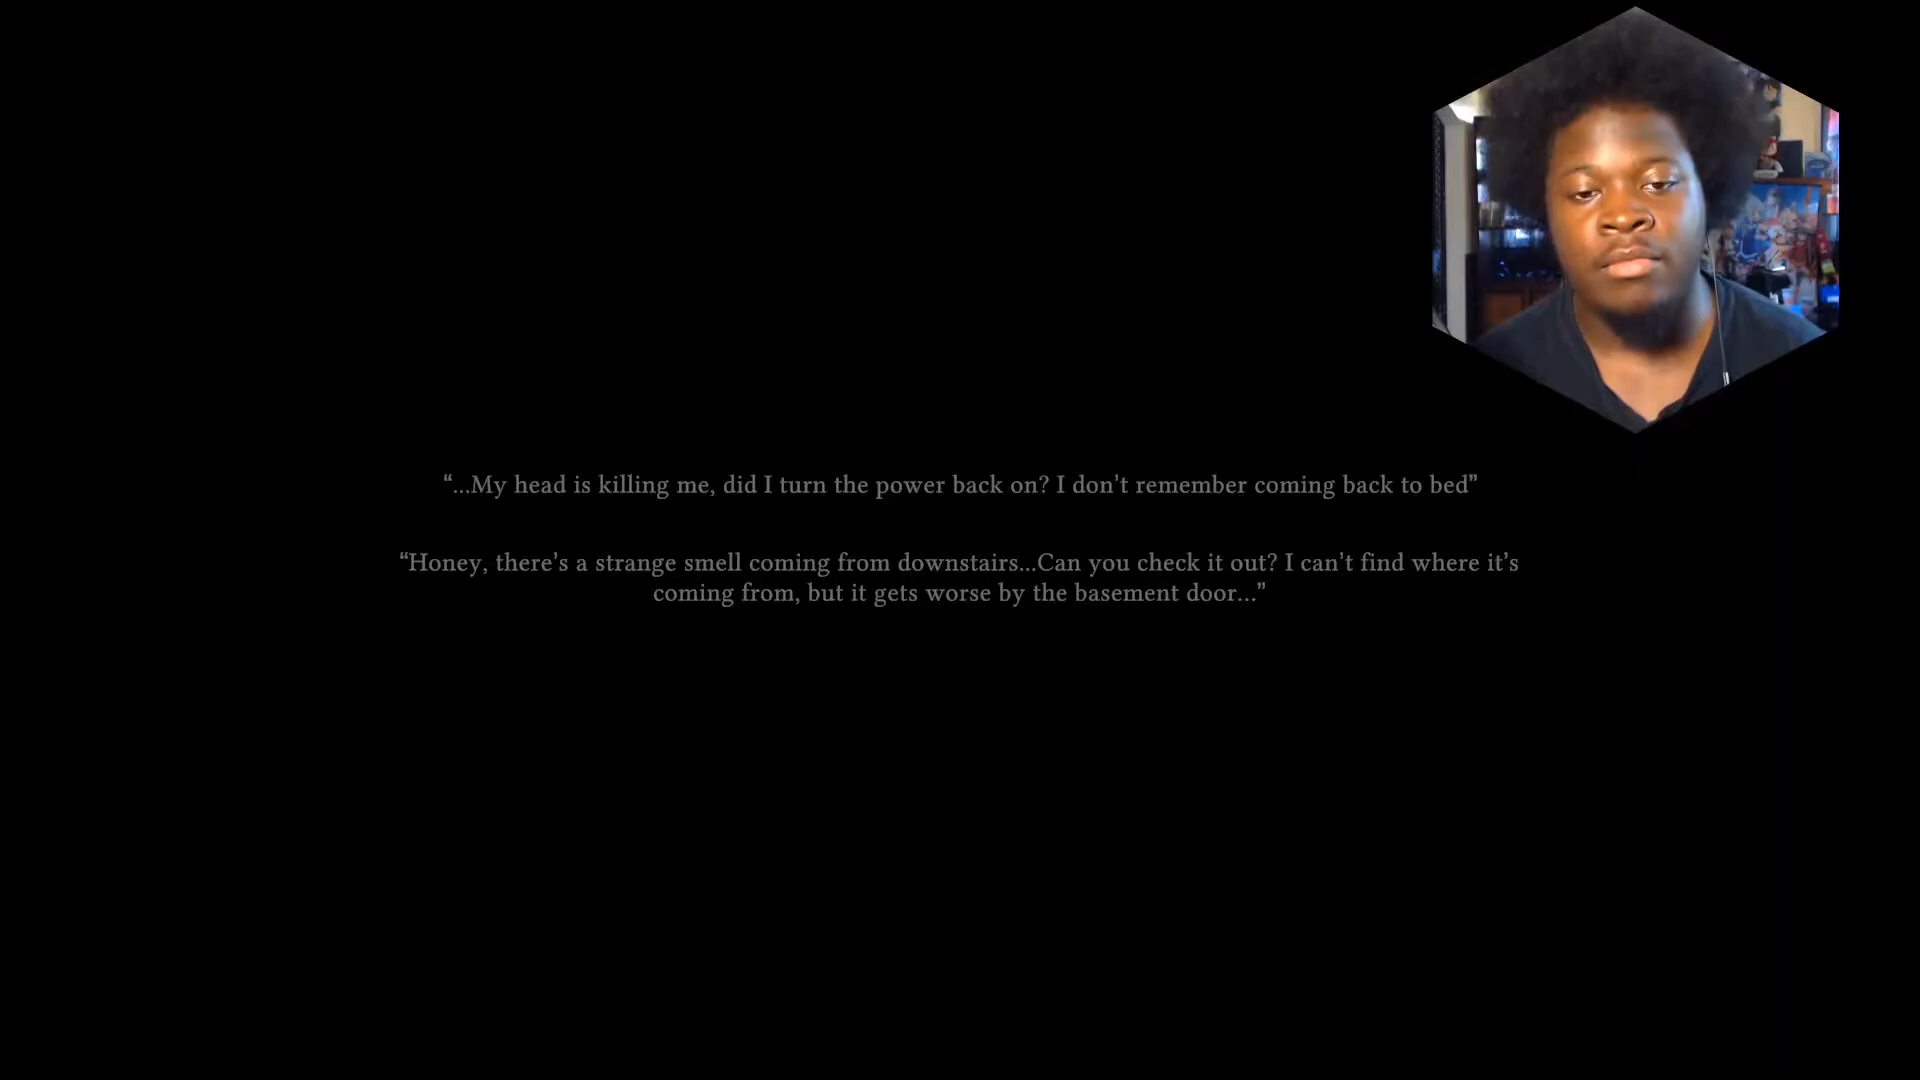 “...My head is killing me, did I turn the power back on? I don’t remember coming back to bed”
“Honey, there’s a strange smell coming from downstairs...Can you check it out? I can’t find where it’s
coming from, but it gets worse by the basement door...”